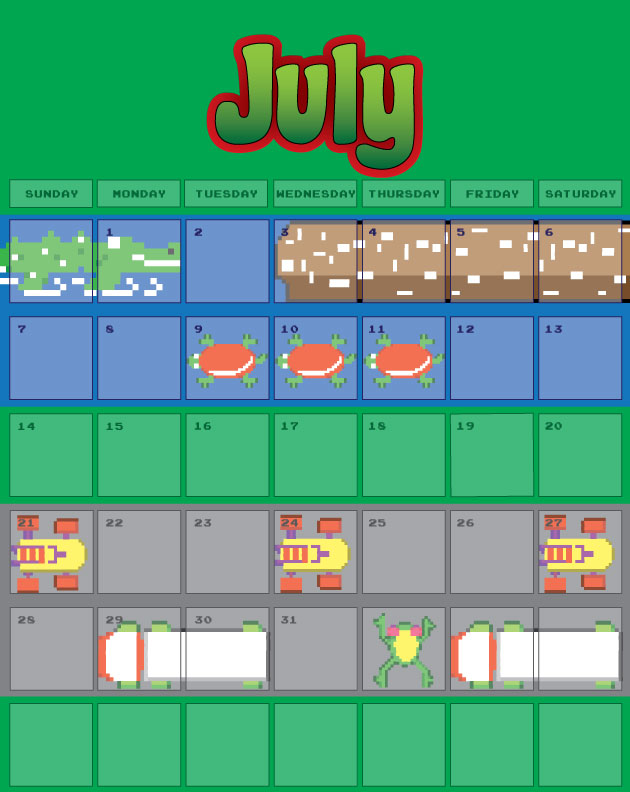 July
SUNDAY MONDAY TUESDAY WEDNESDAY THURSDAY FRIDAY SATURDAY
1 2 3 4 5 6
7 8 9 10 11 12 13
14 15 16 17 18 19 20
21 22 23 24 25 26 27
28 29 30 31